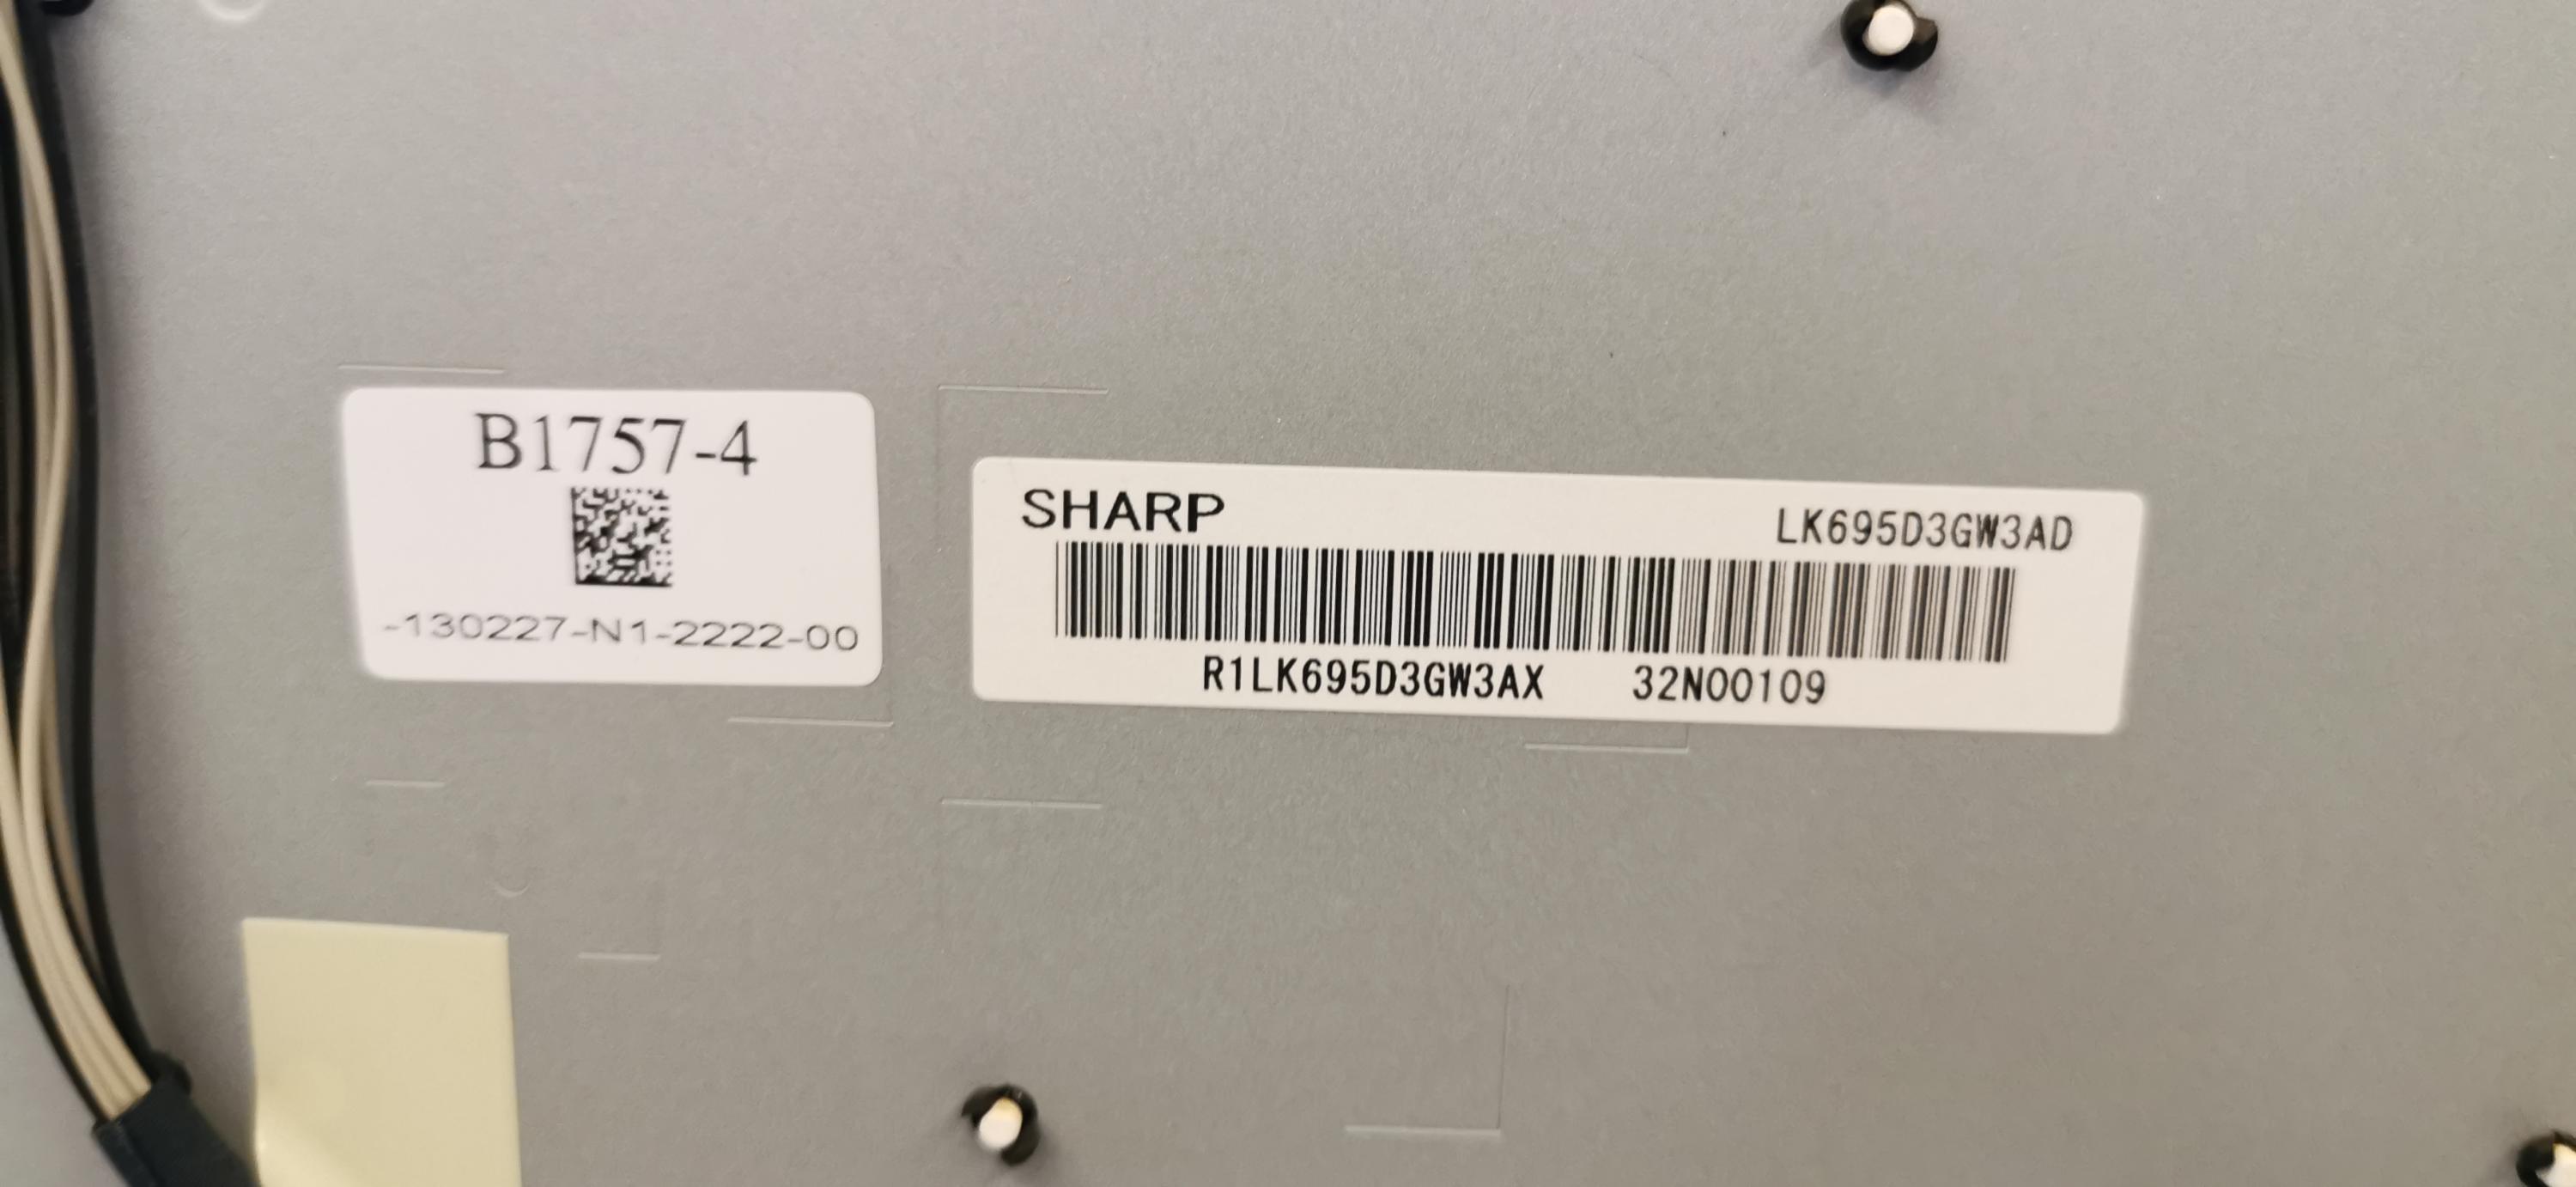 B1757-4
-130227-N1-2222-00
SHARP LK695D3GW3AD
R1LK695D3GW3AX 32N00109